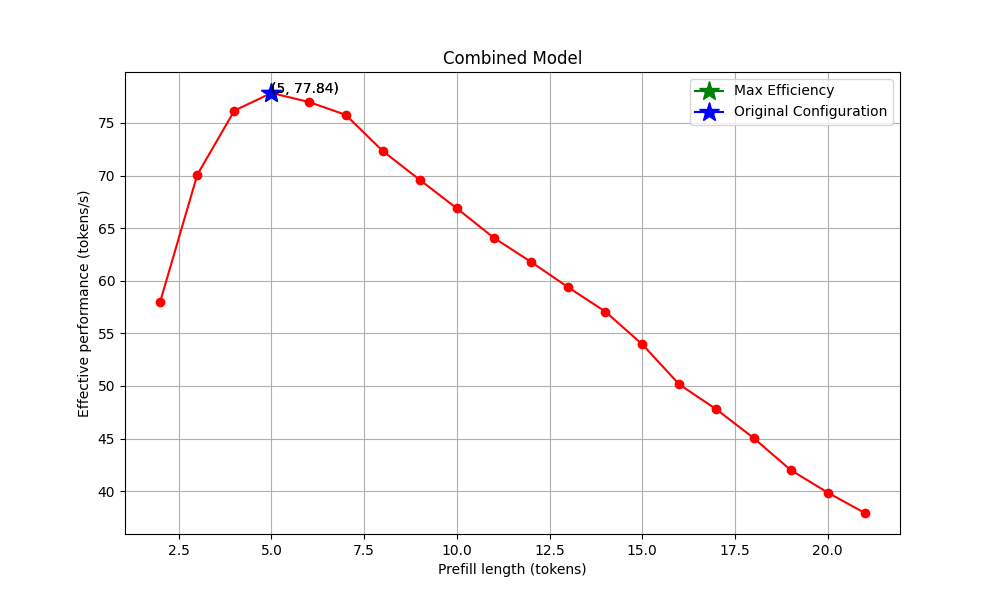 Combined Model
(5, 77.84)
Max Efficiency
Original Configuration
Effective performance (tokens/s)
75
70
65
60
55
50
45
40
2.5 5.0 7.5 10.0 12.5 15.0 17.5 20.0
Prefill length (tokens)